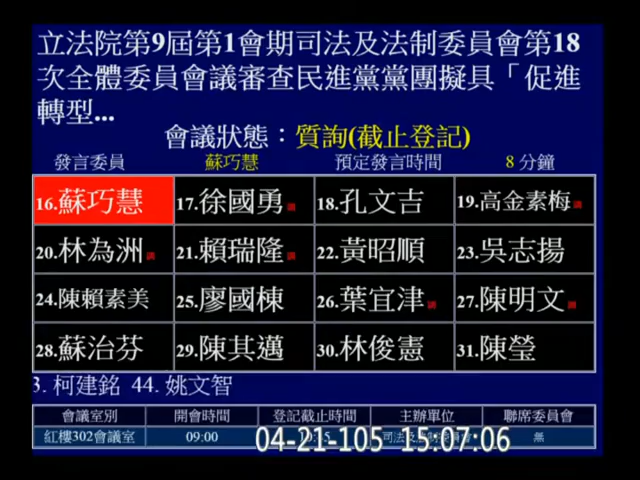 立法院第9屆第1會期司法及法制委員會第18
次全體委員會議審查民進黨黨團擬具「促進
轉型...
會議狀態：質詢(截止登記)
發言委員 蘇巧慧 預定發言時間 8 分鐘
16.蘇巧慧 17.徐國勇 18.孔文吉 19.高金素梅
20.林為洲 21.賴瑞隆 22.黃昭順 23.吳志揚
24.陳賴素美 25.廖國棟 26.葉宜津 27.陳明文
28.蘇治芬 29.陳其邁 30.林俊憲 31.陳瑩
3. 柯建銘 44. 姚文智
會議室別 開會時間 登記截止時間 主辦單位 聯席委員會
紅樓302會議室 09:00 無
04-21-105 15:07:06